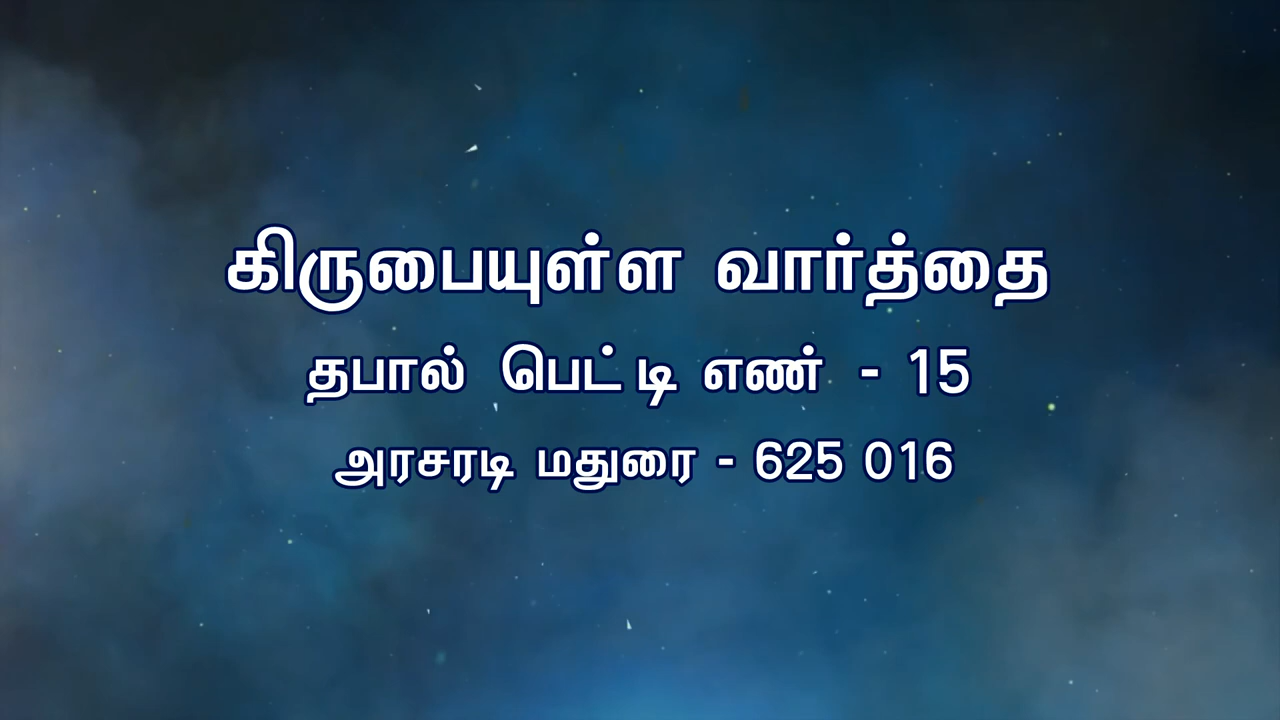 கிருபையுள்ள வார்த்தை
தபால் பெட்டி எண் - 15
அரசரடி மதுரை - 625 016